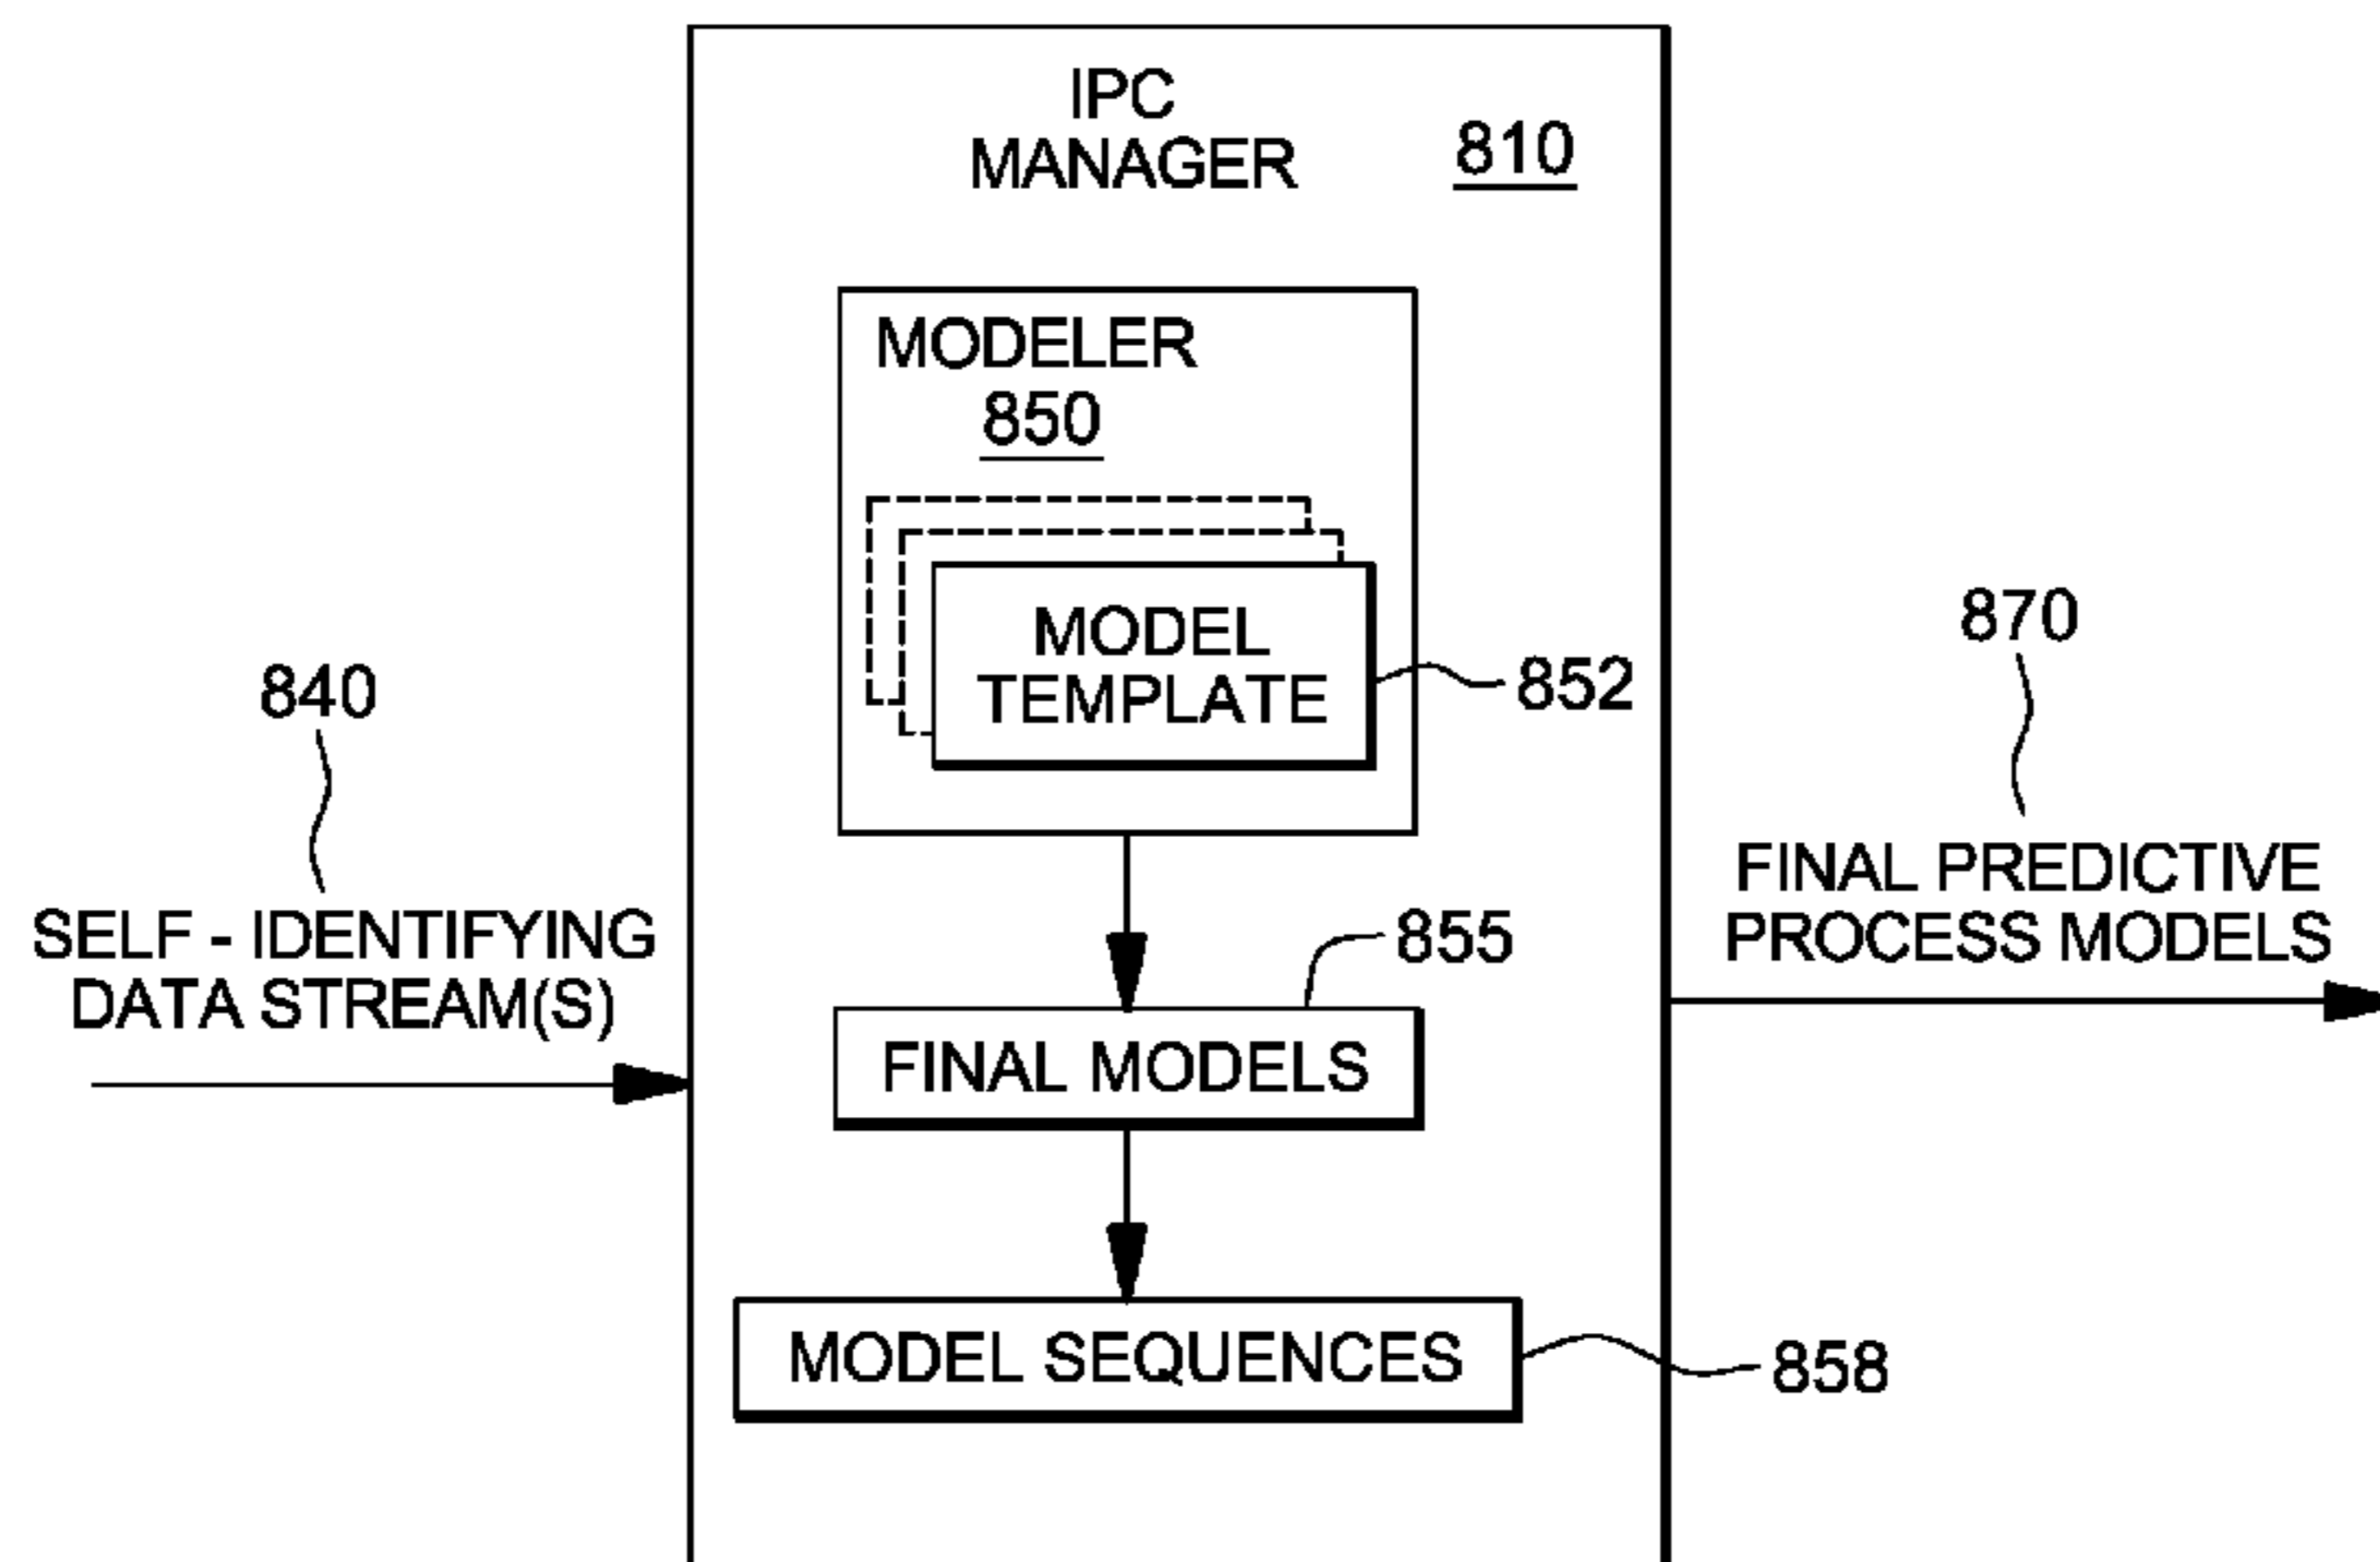 IPC
MANAGER
810
MODELER
850
MODEL
TEMPLATE
852
840
SELF - IDENTIFYING
DATA STREAM(S)
870
FINAL PREDICTIVE
PROCESS MODELS
855
FINAL MODELS
MODEL SEQUENCES
858